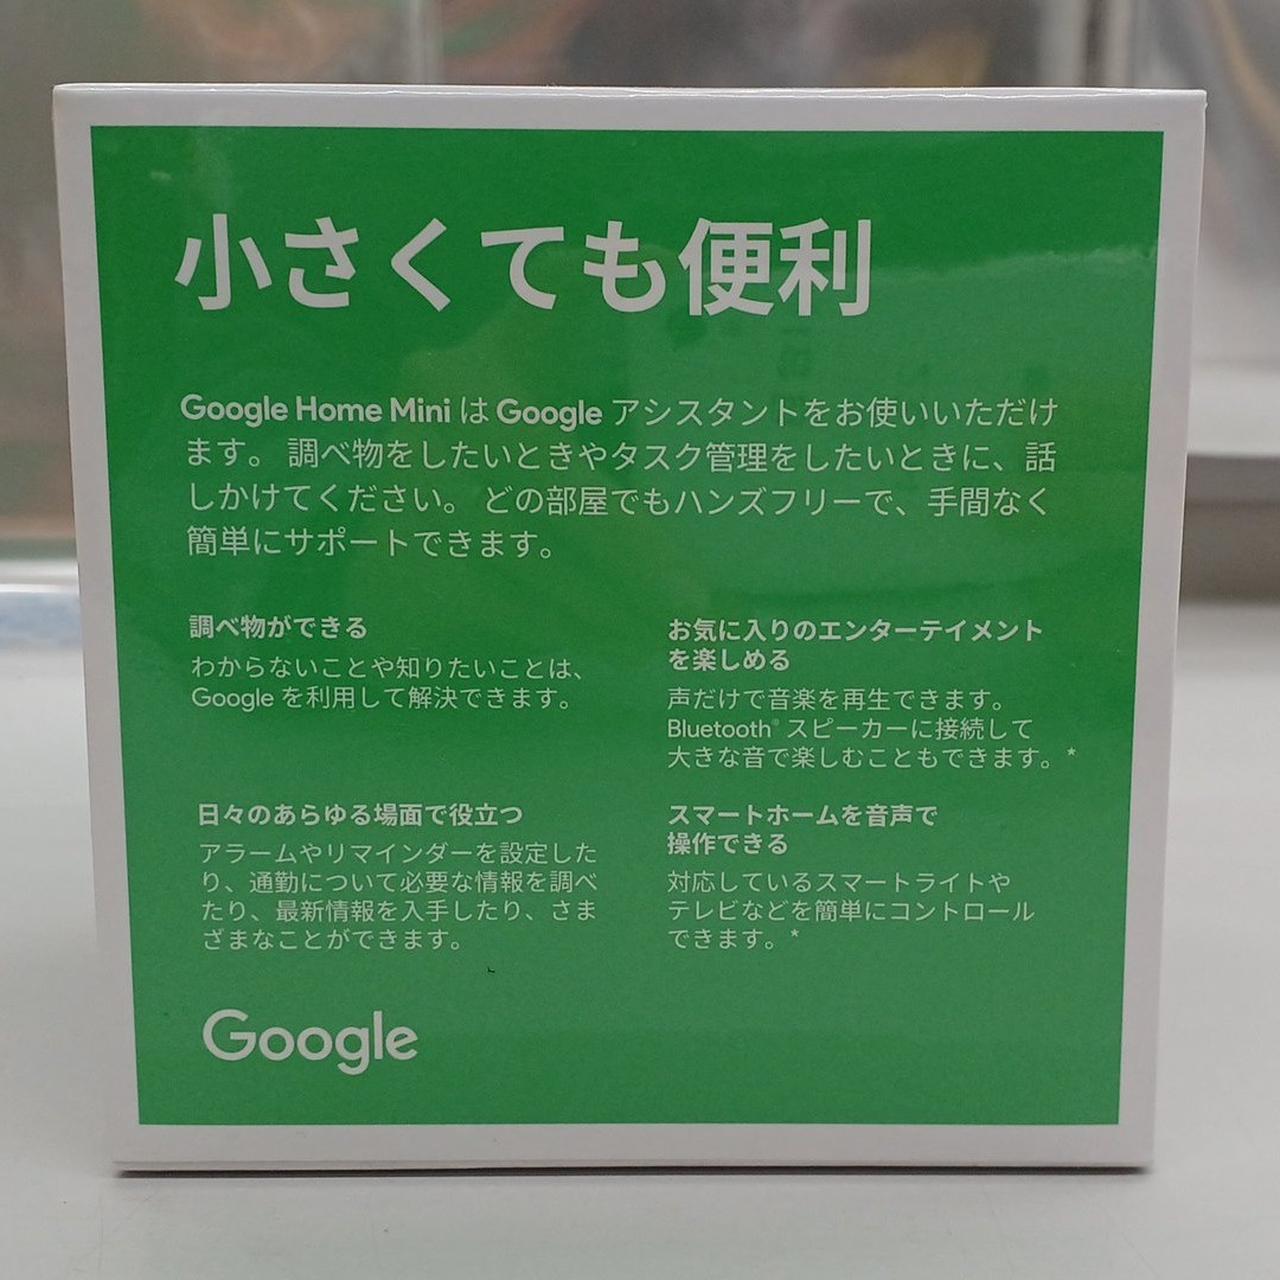 小さくても便利
Google Home Mini は Google アシスタントをお使いいただけ
ます。 調べ物をしたいときやタスク管理をしたいときに、話
しかけてください。 どの部屋でもハンズフリーで、手間なく
簡単にサポートできます。
調べ物ができる
わからないことや知りたいことは、
Google を利用して解決できます。
お気に入りのエンターテイメント
を楽しめる
声だけで音楽を再生できます。
Bluetooth® スピーカーに接続して
大きな音で楽しむこともできます。*
日々のあらゆる場面で役立つ
アラームやリマインダーを設定した
り、通勤について必要な情報を調べ
たり、最新情報を入手したり、さま
ざまなことができます。
スマートホームを音声で
操作できる
対応しているスマートライトや
テレビなどを簡単にコントロール
できます。*
Google